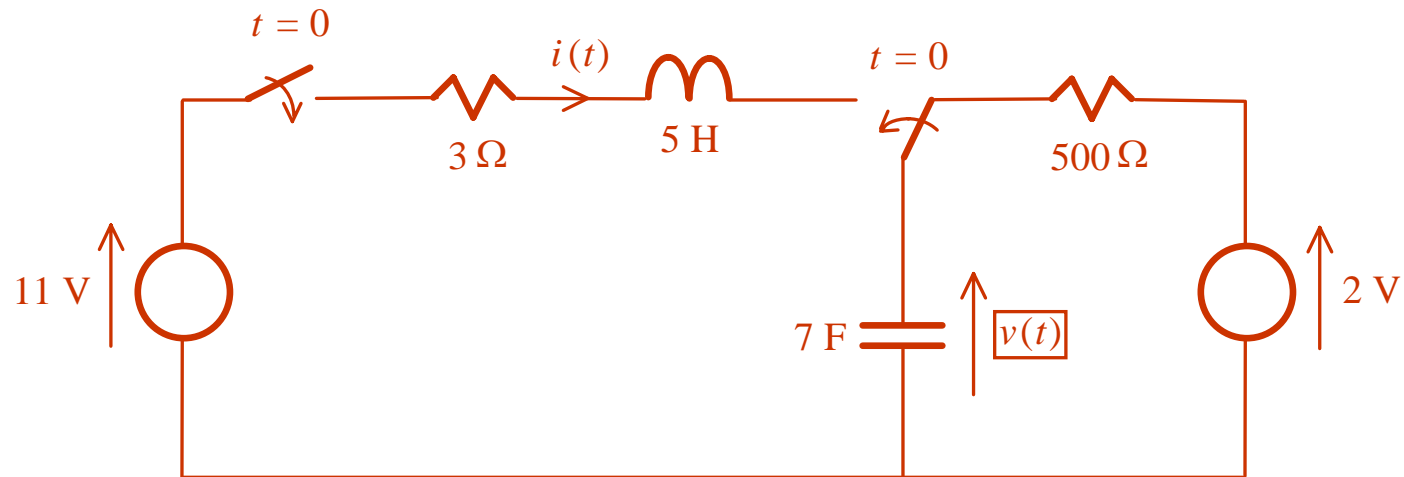 t = 0
i(t)
t = 0
3 Ω
5 H
500 Ω
11 V
7 F
v(t)
2 V